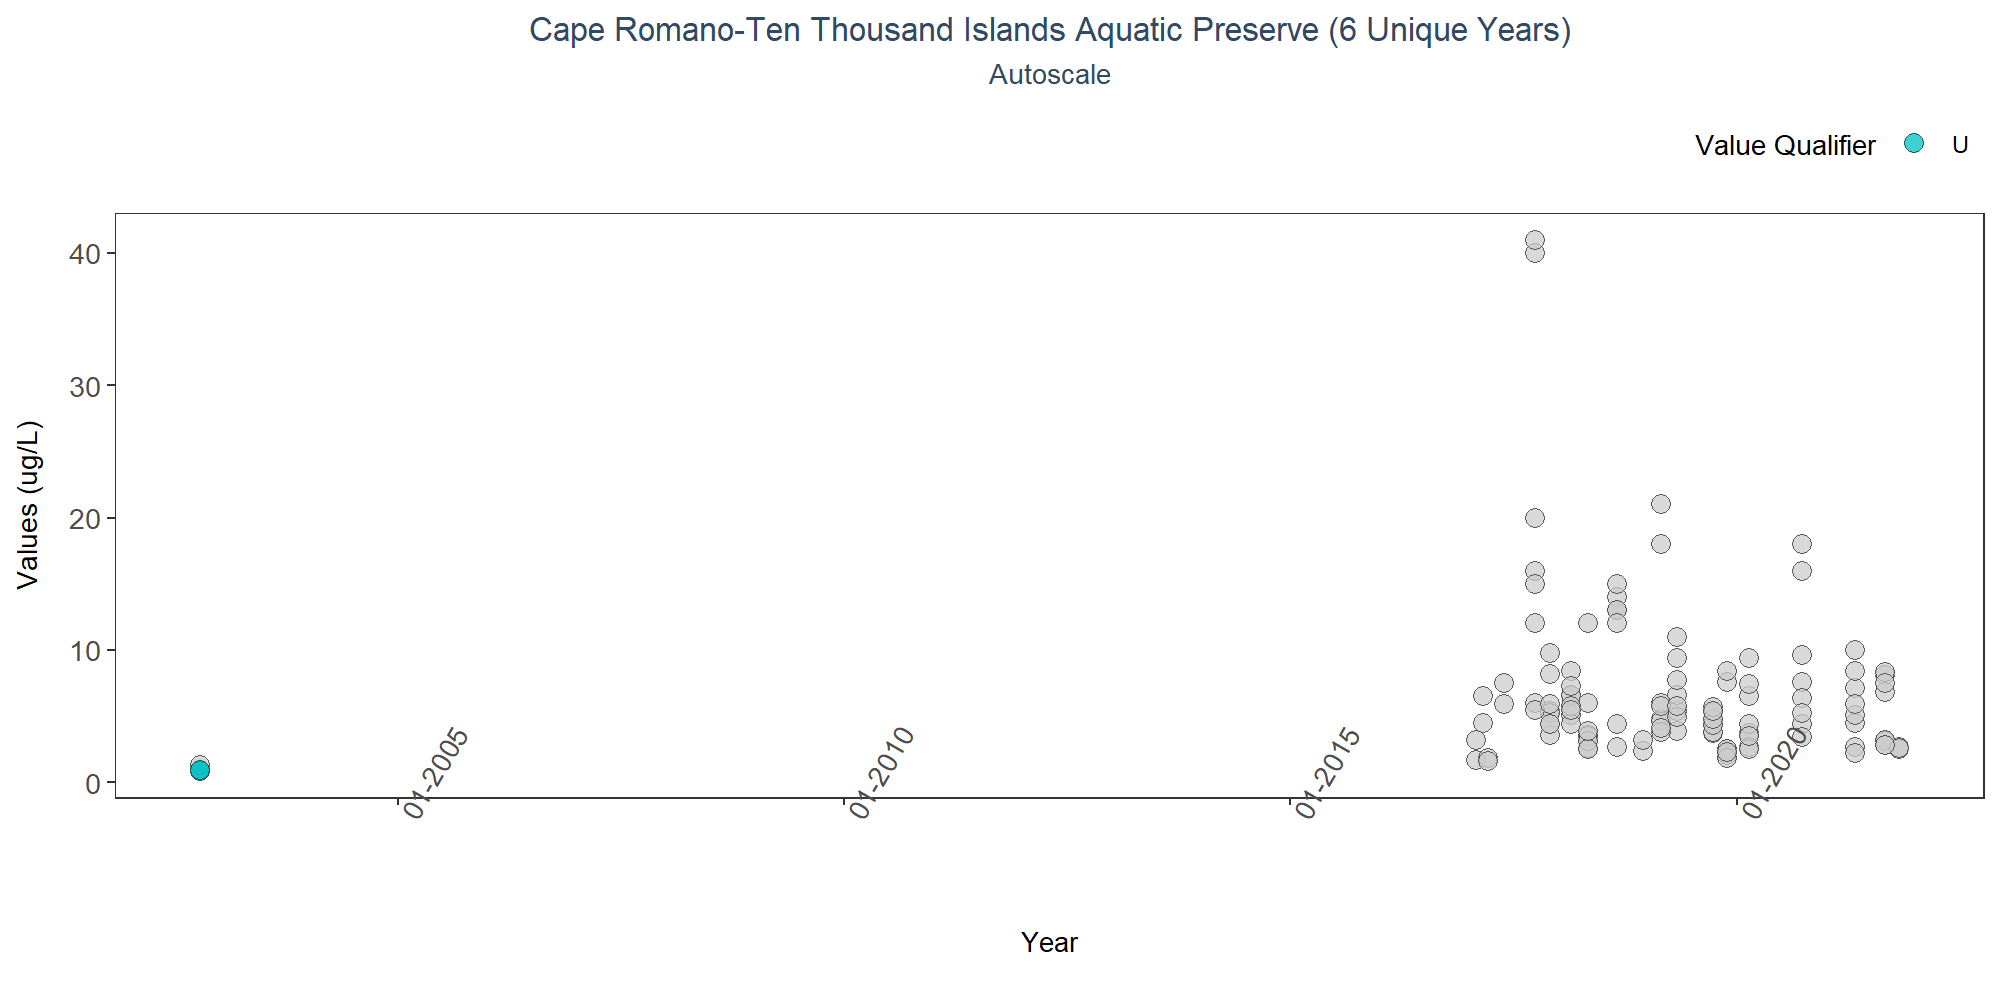 Cape Romano-Ten Thousand Islands Aquatic Preserve (6 Unique Years)
Autoscale
Value Qualifier U
Values (ug/L)
40
30
20
10
0
01-2005
01-2010
01-2015
01-2020
Year